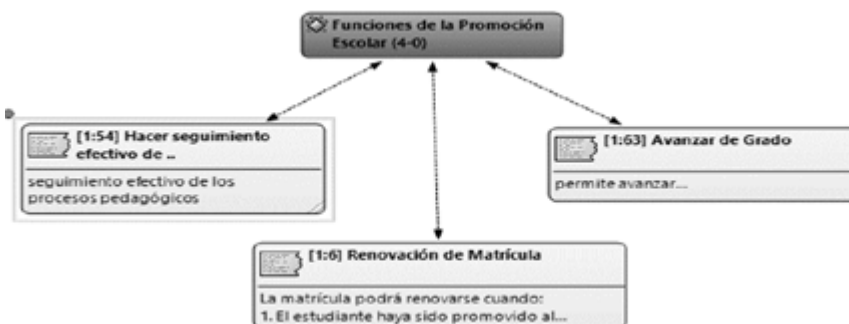 Funciones de la Promoción
Escolar (4-0)
[1:54] Hacer seguimiento
efectivo de ..
seguimiento efectivo de los
procesos pedagógicos
[1:63] Avanzar de Grado
permite avanzar...
[1:6] Renovación de Matrícula
La matrícula podrá renovarse cuando:
1. El estudiante haya sido promovido al...